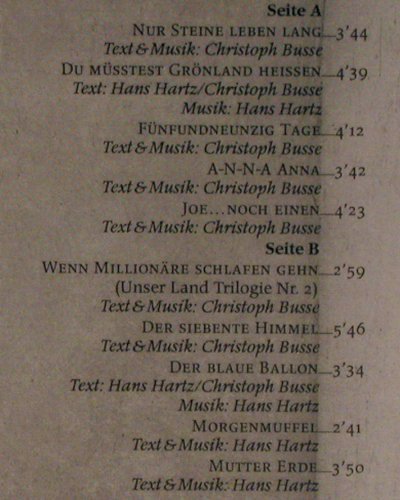 Seite A
Nur Steine leben lang 3'44
Text & Musik: Christoph Busse
Du müsstest Grönland heissen 4'39
Text: Hans Hartz/Christoph Busse
Musik: Hans Hartz
Fünfundneunzig Tage 4'12
Text & Musik: Christoph Busse
A-N-N-A Anna 3'42
Text & Musik: Christoph Busse
Joe...noch einen 4'23
Text & Musik: Christoph Busse
Seite B
Wenn Millionäre schlafen gehn 2'59
(Unser Land Trilogie Nr. 2)
Text & Musik: Christoph Busse
Der siebente Himmel 5'46
Text & Musik: Christoph Busse
Der blaue Ballon 3'34
Text: Hans Hartz/Christoph Busse
Musik: Hans Hartz
Morgenmuffel 2'41
Text & Musik: Hans Hartz
Mutter Erde 3'50
Text & Musik: Hans Hartz